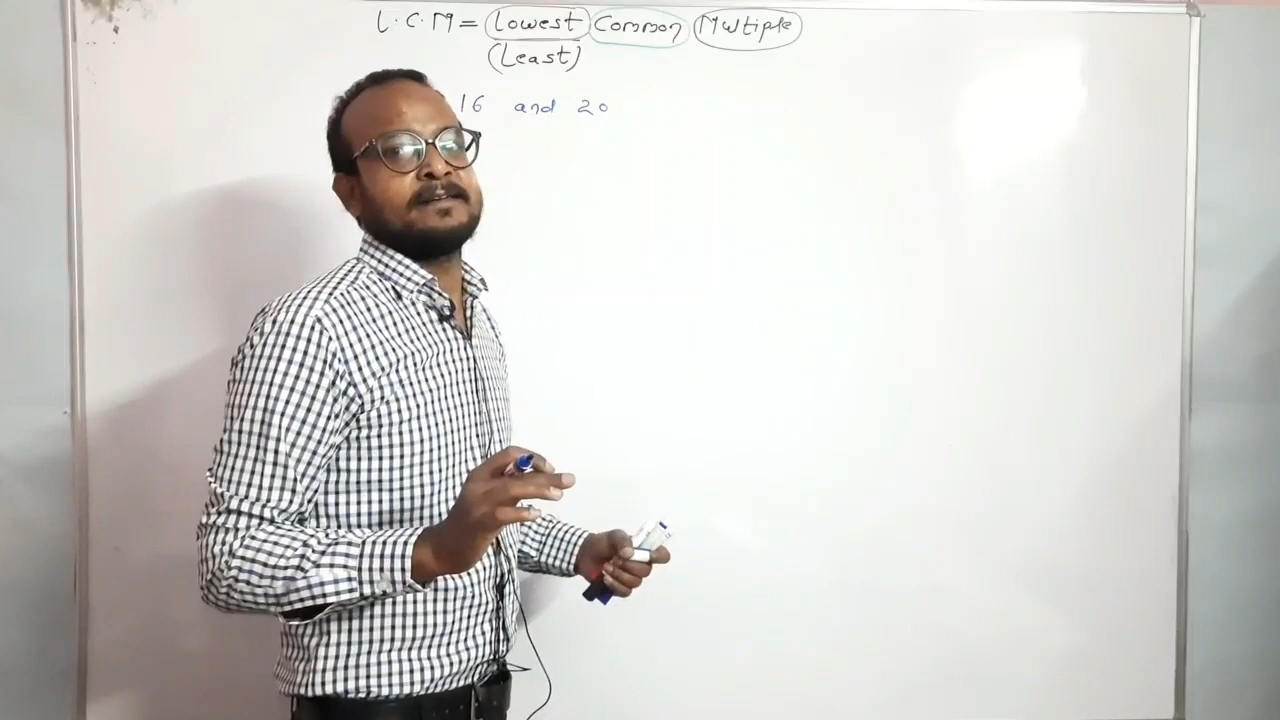 L.C.M = Lowest Common Multiple
(Least)
16 and 20